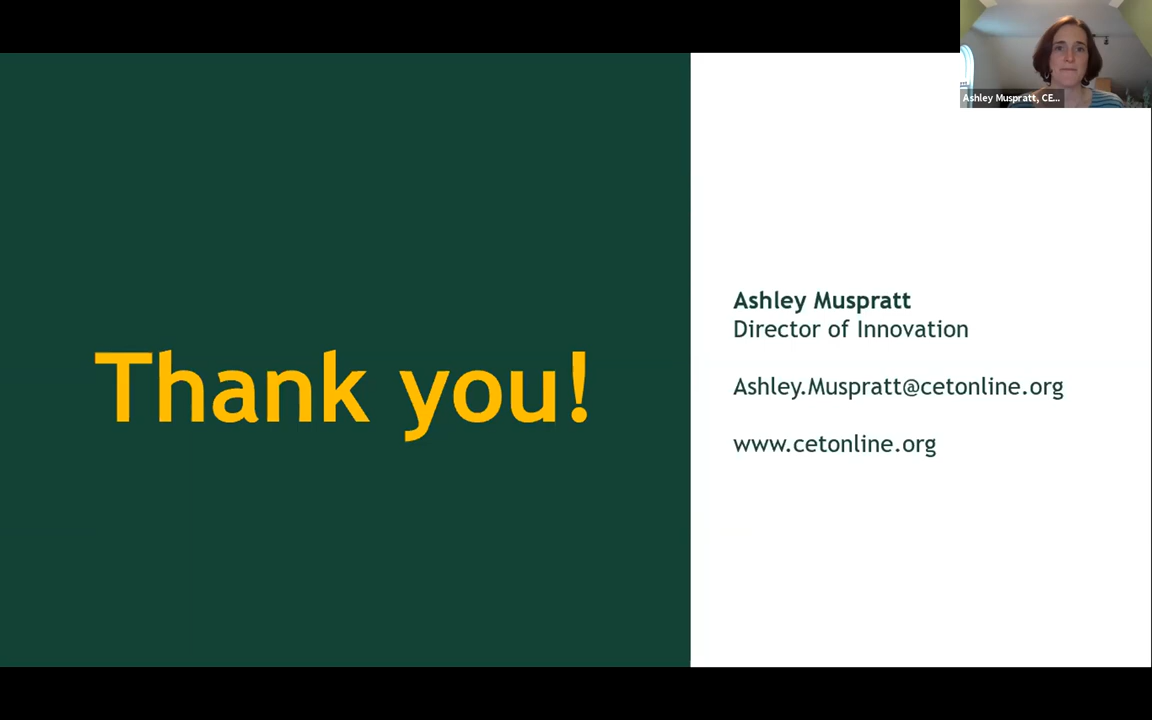 Ashley Muspratt, CE...
Thank you!
Ashley Muspratt
Director of Innovation
Ashley.Muspratt@cetonline.org
www.cetonline.org